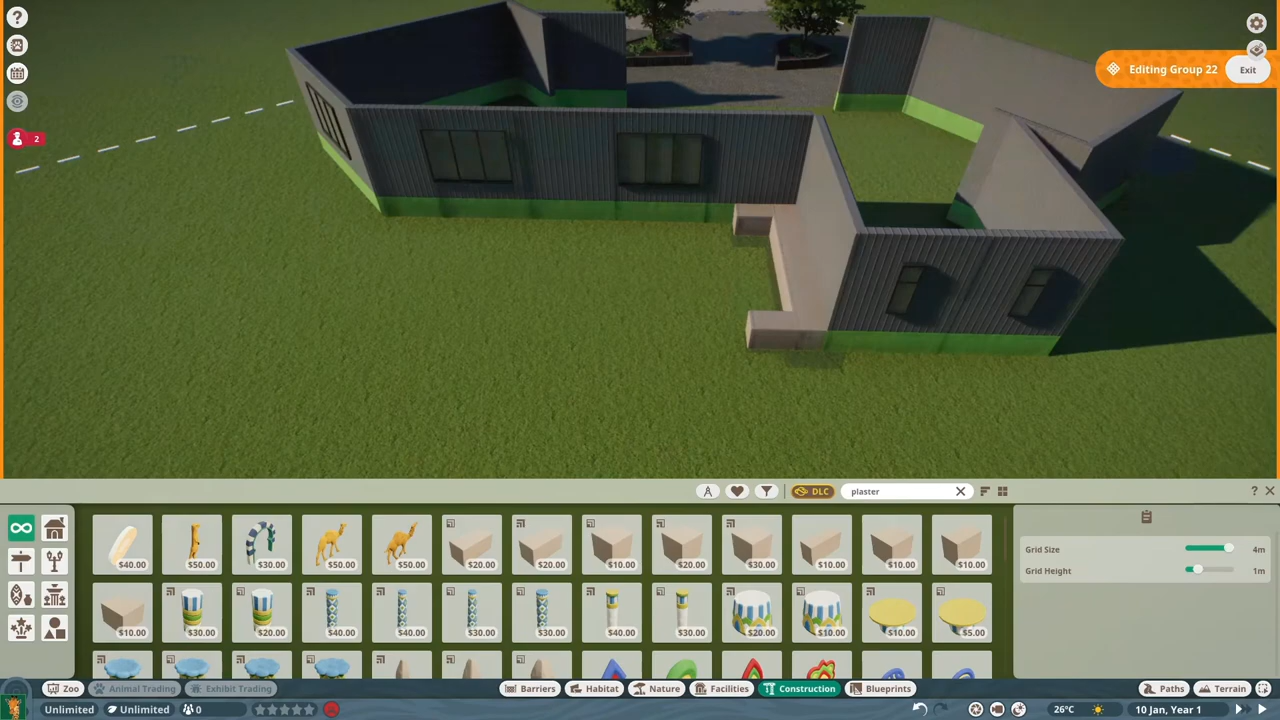 ?
Editing Group 22
Exit
2
DLC
plaster
?
$40.00
$50.00
$30.00
$50.00
$50.00
$20.00
$20.00
$10.00
$20.00
$30.00
$10.00
$10.00
$10.00
Grid Size
4m
Grid Height
1m
$10.00
$30.00
$20.00
$40.00
$40.00
$30.00
$30.00
$40.00
$30.00
$20.00
$10.00
$10.00
$5.00
Zoo
Animal Trading
Exhibit Trading
Barriers
Habitat
Nature
Facilities
Construction
Blueprints
Paths
Terrain
Unlimited
Unlimited
0
26°C
10 Jan, Year 1